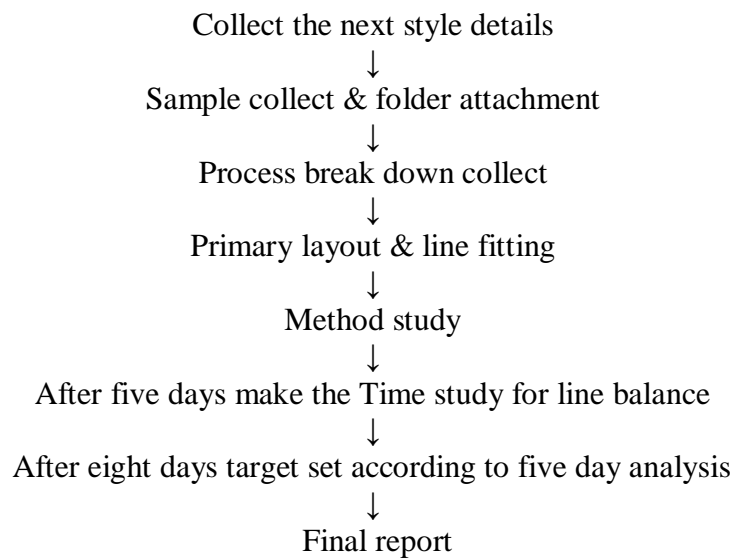 Collect the next style details
↓
Sample collect & folder attachment
↓
Process break down collect
↓
Primary layout & line fitting
↓
Method study
↓
After five days make the Time study for line balance
↓
After eight days target set according to five day analysis
↓
Final report